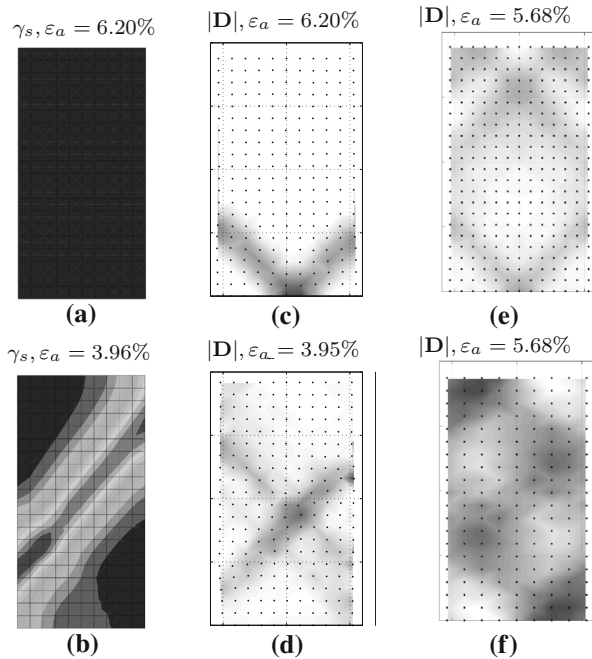 γₛ, εₐ = 6.20%
|D|, εₐ = 6.20%
|D|, εₐ = 5.68%
(a)
(c)
(e)
γₛ, εₐ = 3.96%
|D|, εₐ = 3.95%
|D|, εₐ = 5.68%
(b)
(d)
(f)